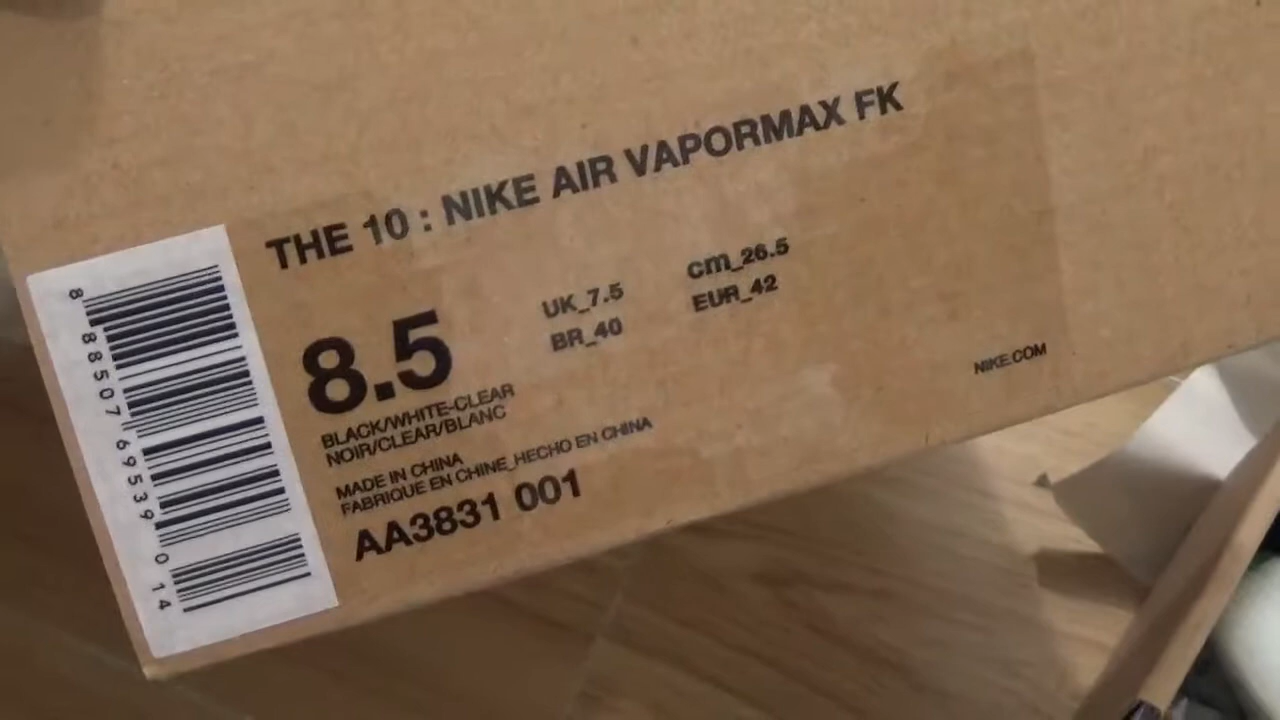 THE 10 : NIKE AIR VAPORMAX FK
8.5
UK_7.5
cm_26.5
BR_40
EUR_42
BLACK/WHITE-CLEAR
NOIR/CLEAR/BLANC
NIKE.COM
MADE IN CHINA
FABRIQUE EN CHINE_HECHO EN CHINA
AA3831 001
8 88507 69539 0 14